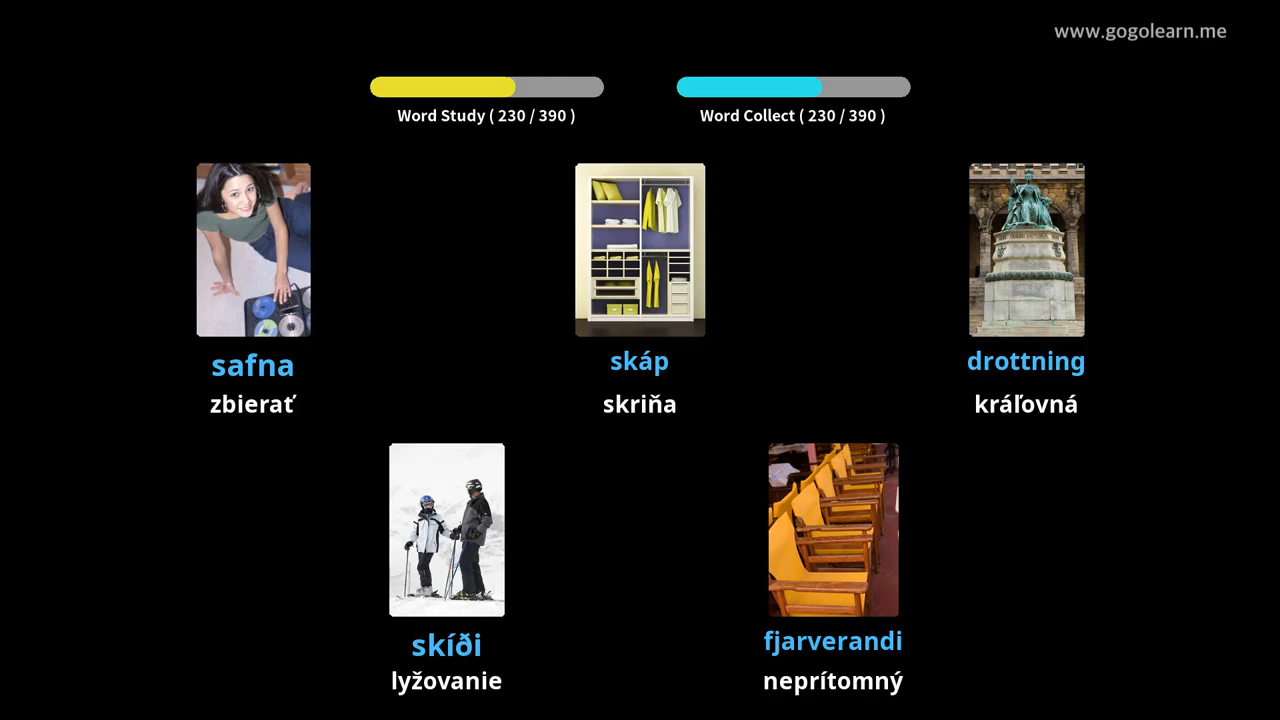 www.gogolearn.me
Word Study ( 230 / 390 )
Word Collect ( 230 / 390 )
safna
zbierať
skáp
skriňa
drottning
kráľovná
skíði
lyžovanie
fjarverandi
neprítomný